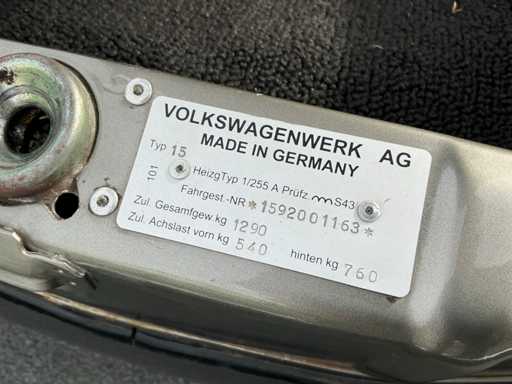 VOLKSWAGENWERK AG
MADE IN GERMANY
Typ 15
101 HeizgTyp 1/255 A Prüfz. S43
Fahrgest.-NR *1592001163*
Zul. Gesamfgew.kg 1290
Zul. Achslast vorn kg 540 hinten kg 760